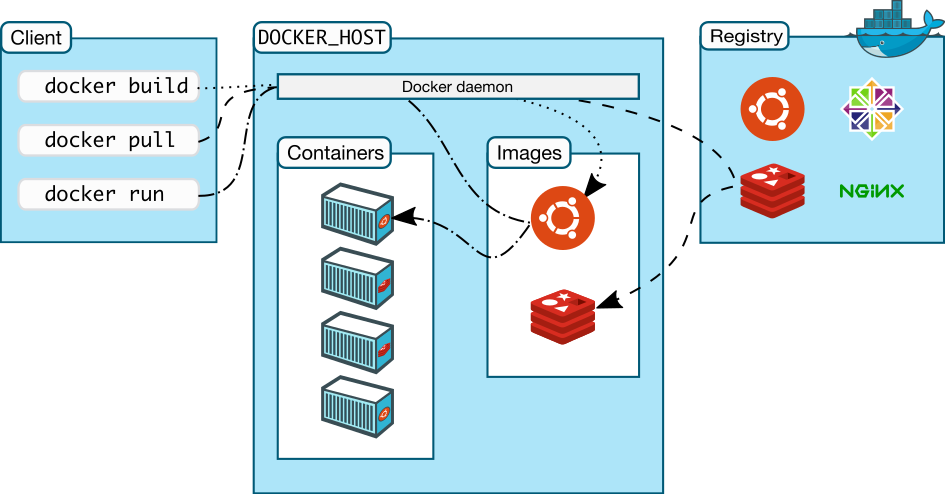 Client
docker build
docker pull
docker run
DOCKER_HOST
Docker daemon
Containers
Images
Registry
NGiNX